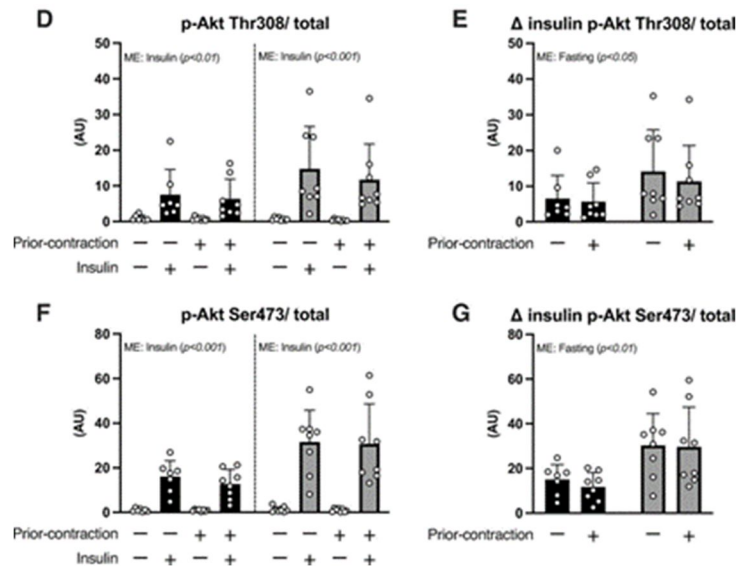 D
p-Akt Thr308/ total
ME: Insulin (p<0.01)
ME: Insulin (p<0.001)
(AU)
50
40
30
20
10
0
Prior-contraction — — + + — — + +
Insulin — + — + — + — +
E
Δ insulin p-Akt Thr308/ total
ME: Fasting (p<0.05)
(AU)
50
40
30
20
10
0
Prior-contraction — + — +
F
p-Akt Ser473/ total
ME: Insulin (p<0.001)
ME: Insulin (p<0.001)
(AU)
80
60
40
20
0
Prior-contraction — — + + — — + +
Insulin — + — + — + — +
G
Δ insulin p-Akt Ser473/ total
ME: Fasting (p<0.01)
(AU)
80
60
40
20
0
Prior-contraction — + — +